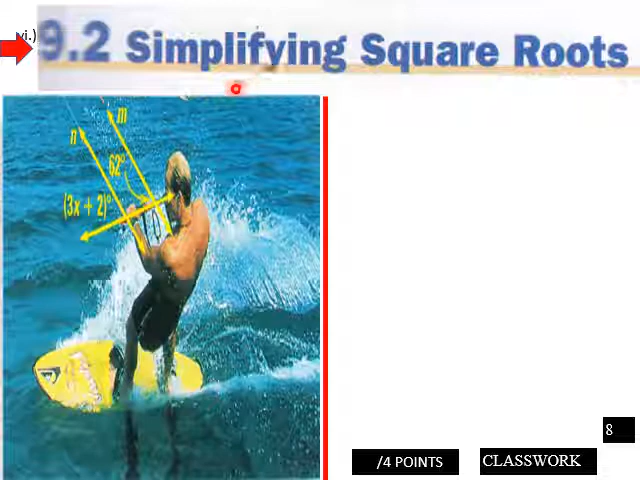 vi.)
9.2 Simplifying Square Roots
m
n
62°
(3x + 2)°
8
/4 POINTS
CLASSWORK